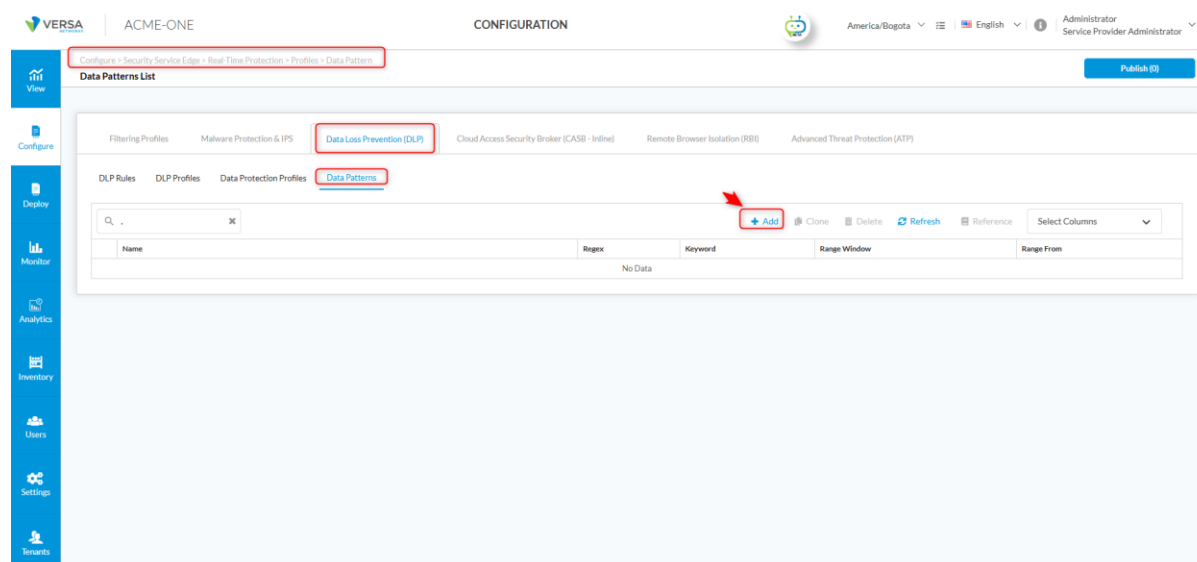 VERSA NETWORKS
ACME-ONE
CONFIGURATION
America/Bogota
English
Administrator
Service Provider Administrator
Configure > Security Service Edge > Real-Time Protection > Profiles > Data Pattern
Data Patterns List
Publish (0)
View
Configure
Deploy
Monitor
Analytics
Inventory
Users
Settings
Tenants
Filtering Profiles
Malware Protection & IPS
Data Loss Prevention (DLP)
Cloud Access Security Broker (CASB - Inline)
Remote Browser Isolation (RBI)
Advanced Threat Protection (ATP)
DLP Rules
DLP Profiles
Data Protection Profiles
Data Patterns
.
+ Add
Clone
Delete
Refresh
Reference
Select Columns
Name
Regex
Keyword
Range Window
Range From
No Data